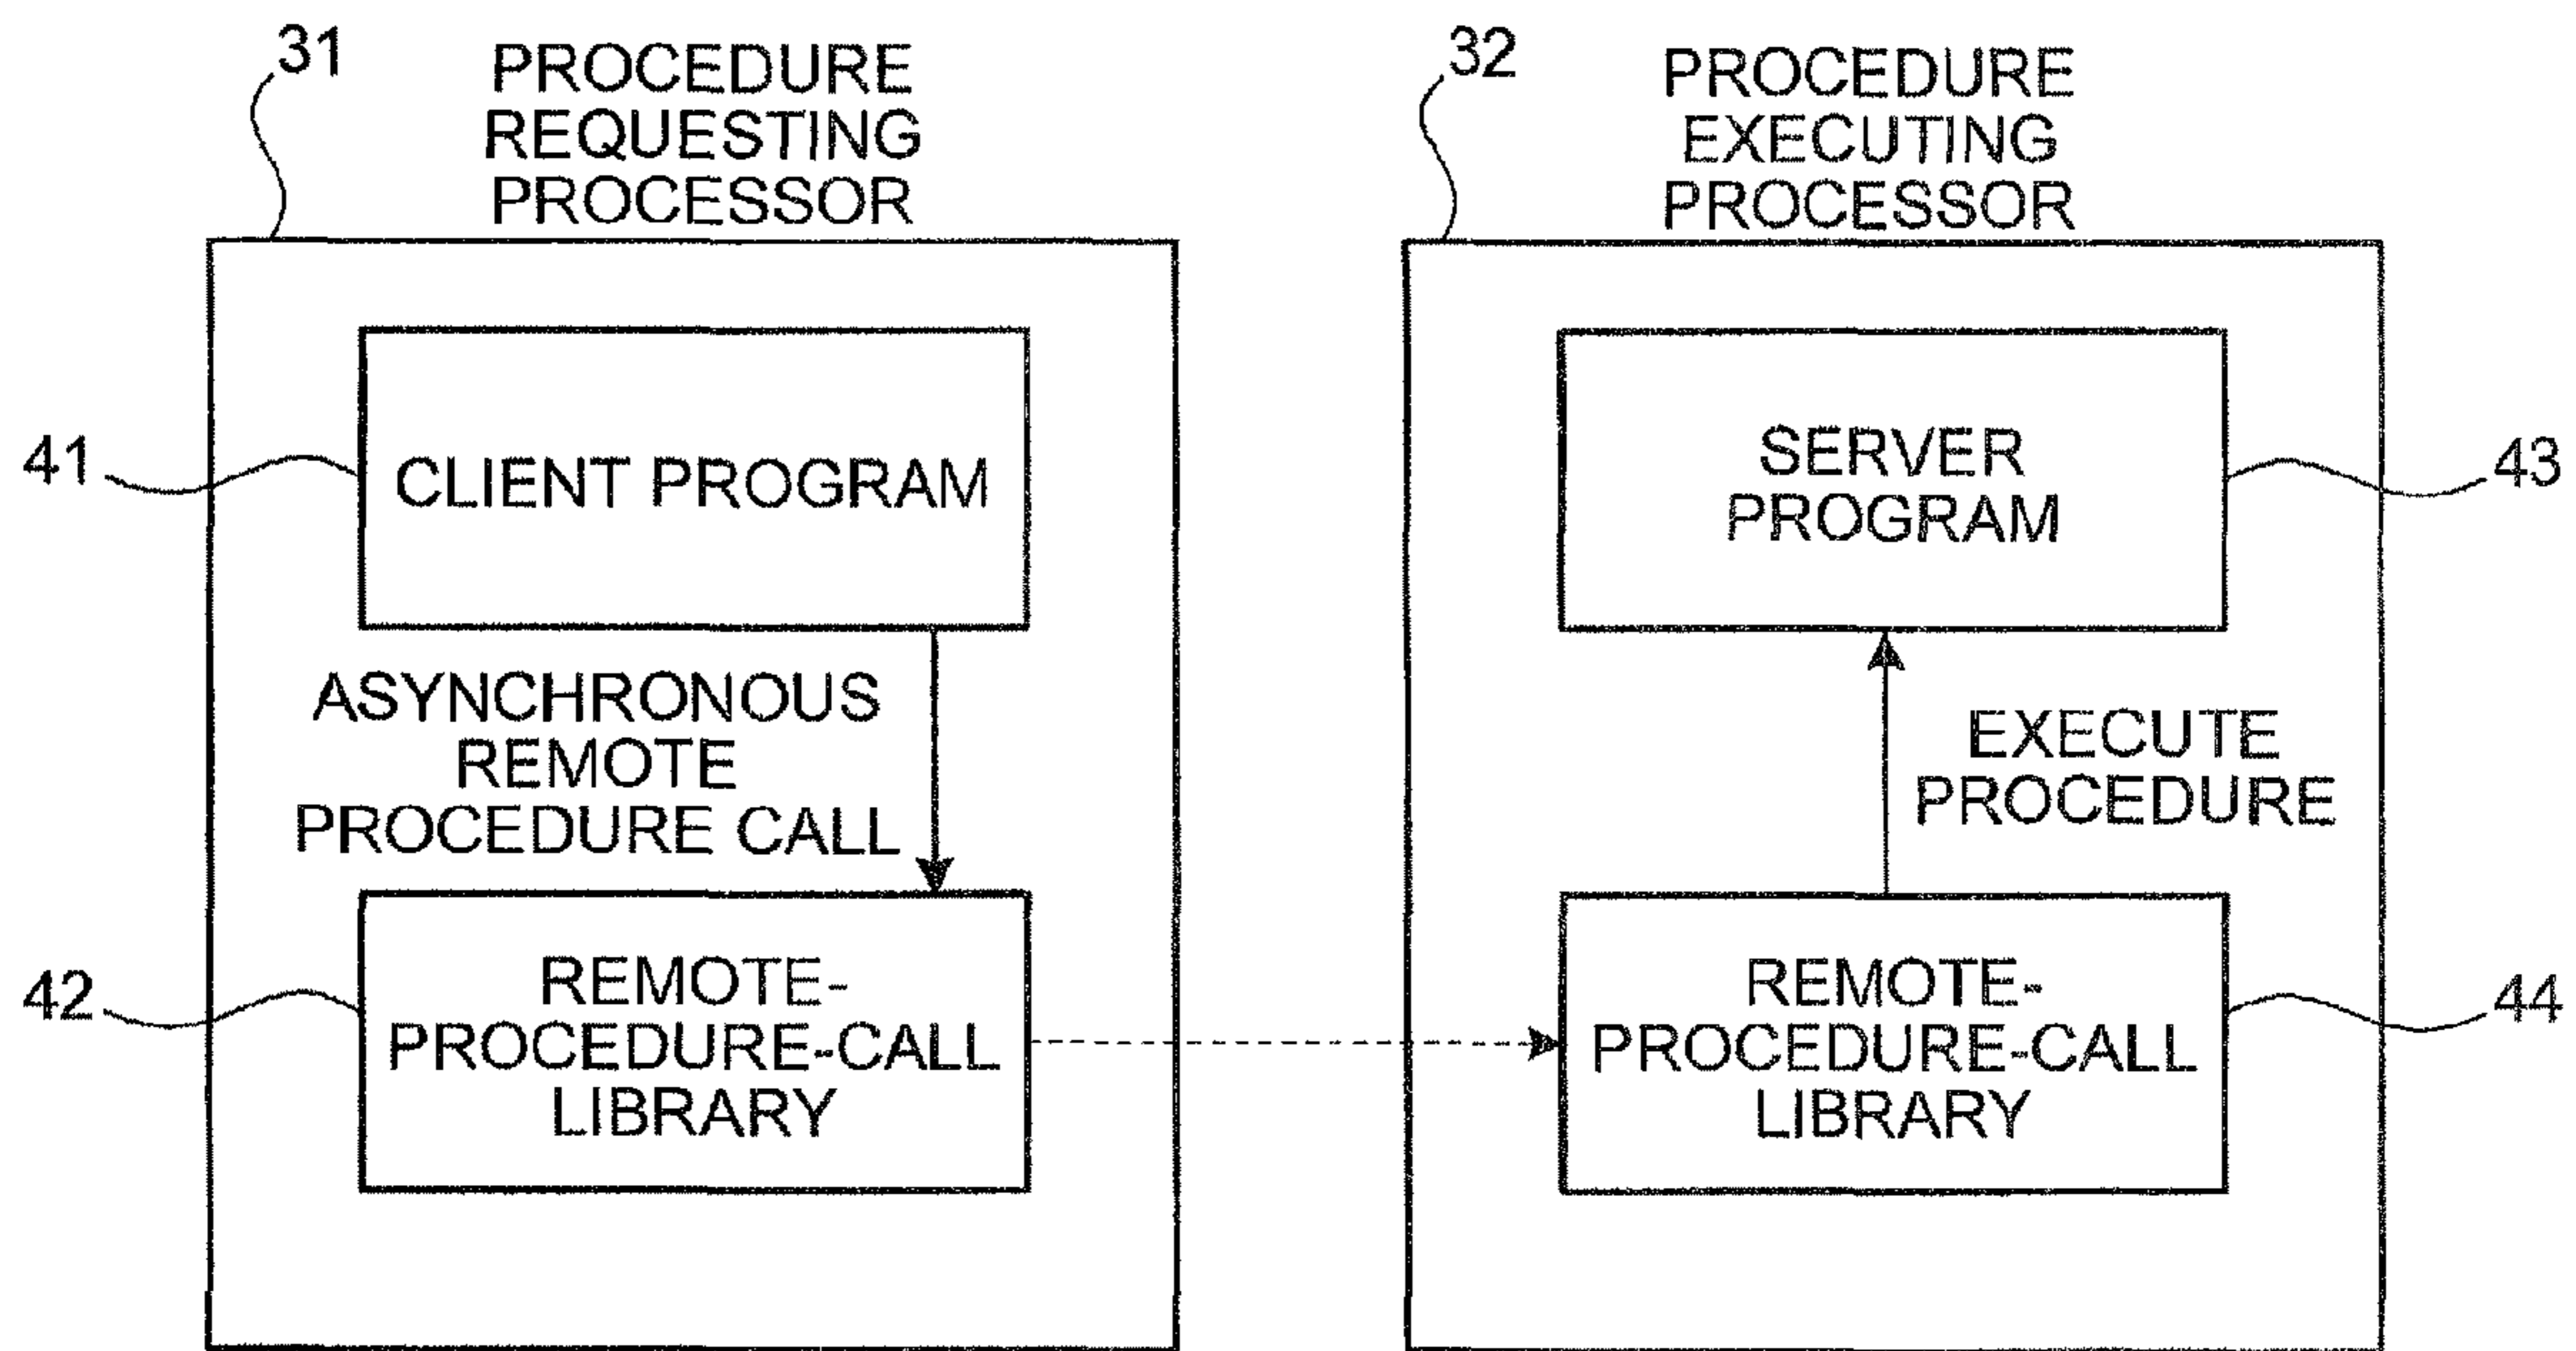 31
PROCEDURE
REQUESTING
PROCESSOR
41
CLIENT PROGRAM
ASYNCHRONOUS
REMOTE
PROCEDURE CALL
42
REMOTE-
PROCEDURE-CALL
LIBRARY
32
PROCEDURE
EXECUTING
PROCESSOR
SERVER
PROGRAM
43
EXECUTE
PROCEDURE
REMOTE-
PROCEDURE-CALL
LIBRARY
44